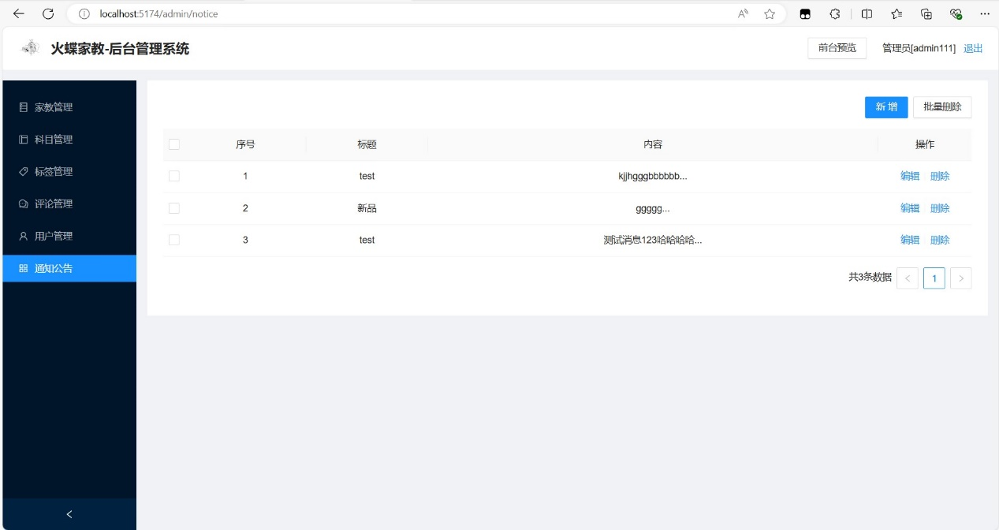 localhost:5174/admin/notice
火蝶家教-后台管理系统
前台预览 管理员[admin111] 退出
家教管理
科目管理
标签管理
评论管理
用户管理
通知公告
新 增 批量删除
序号 标题 内容 操作
1 test kjjhgggbbbbbb... 编辑 删除
2 新品 ggggg... 编辑 删除
3 test 测试消息123哈哈哈哈... 编辑 删除
共3条数据 < 1 >